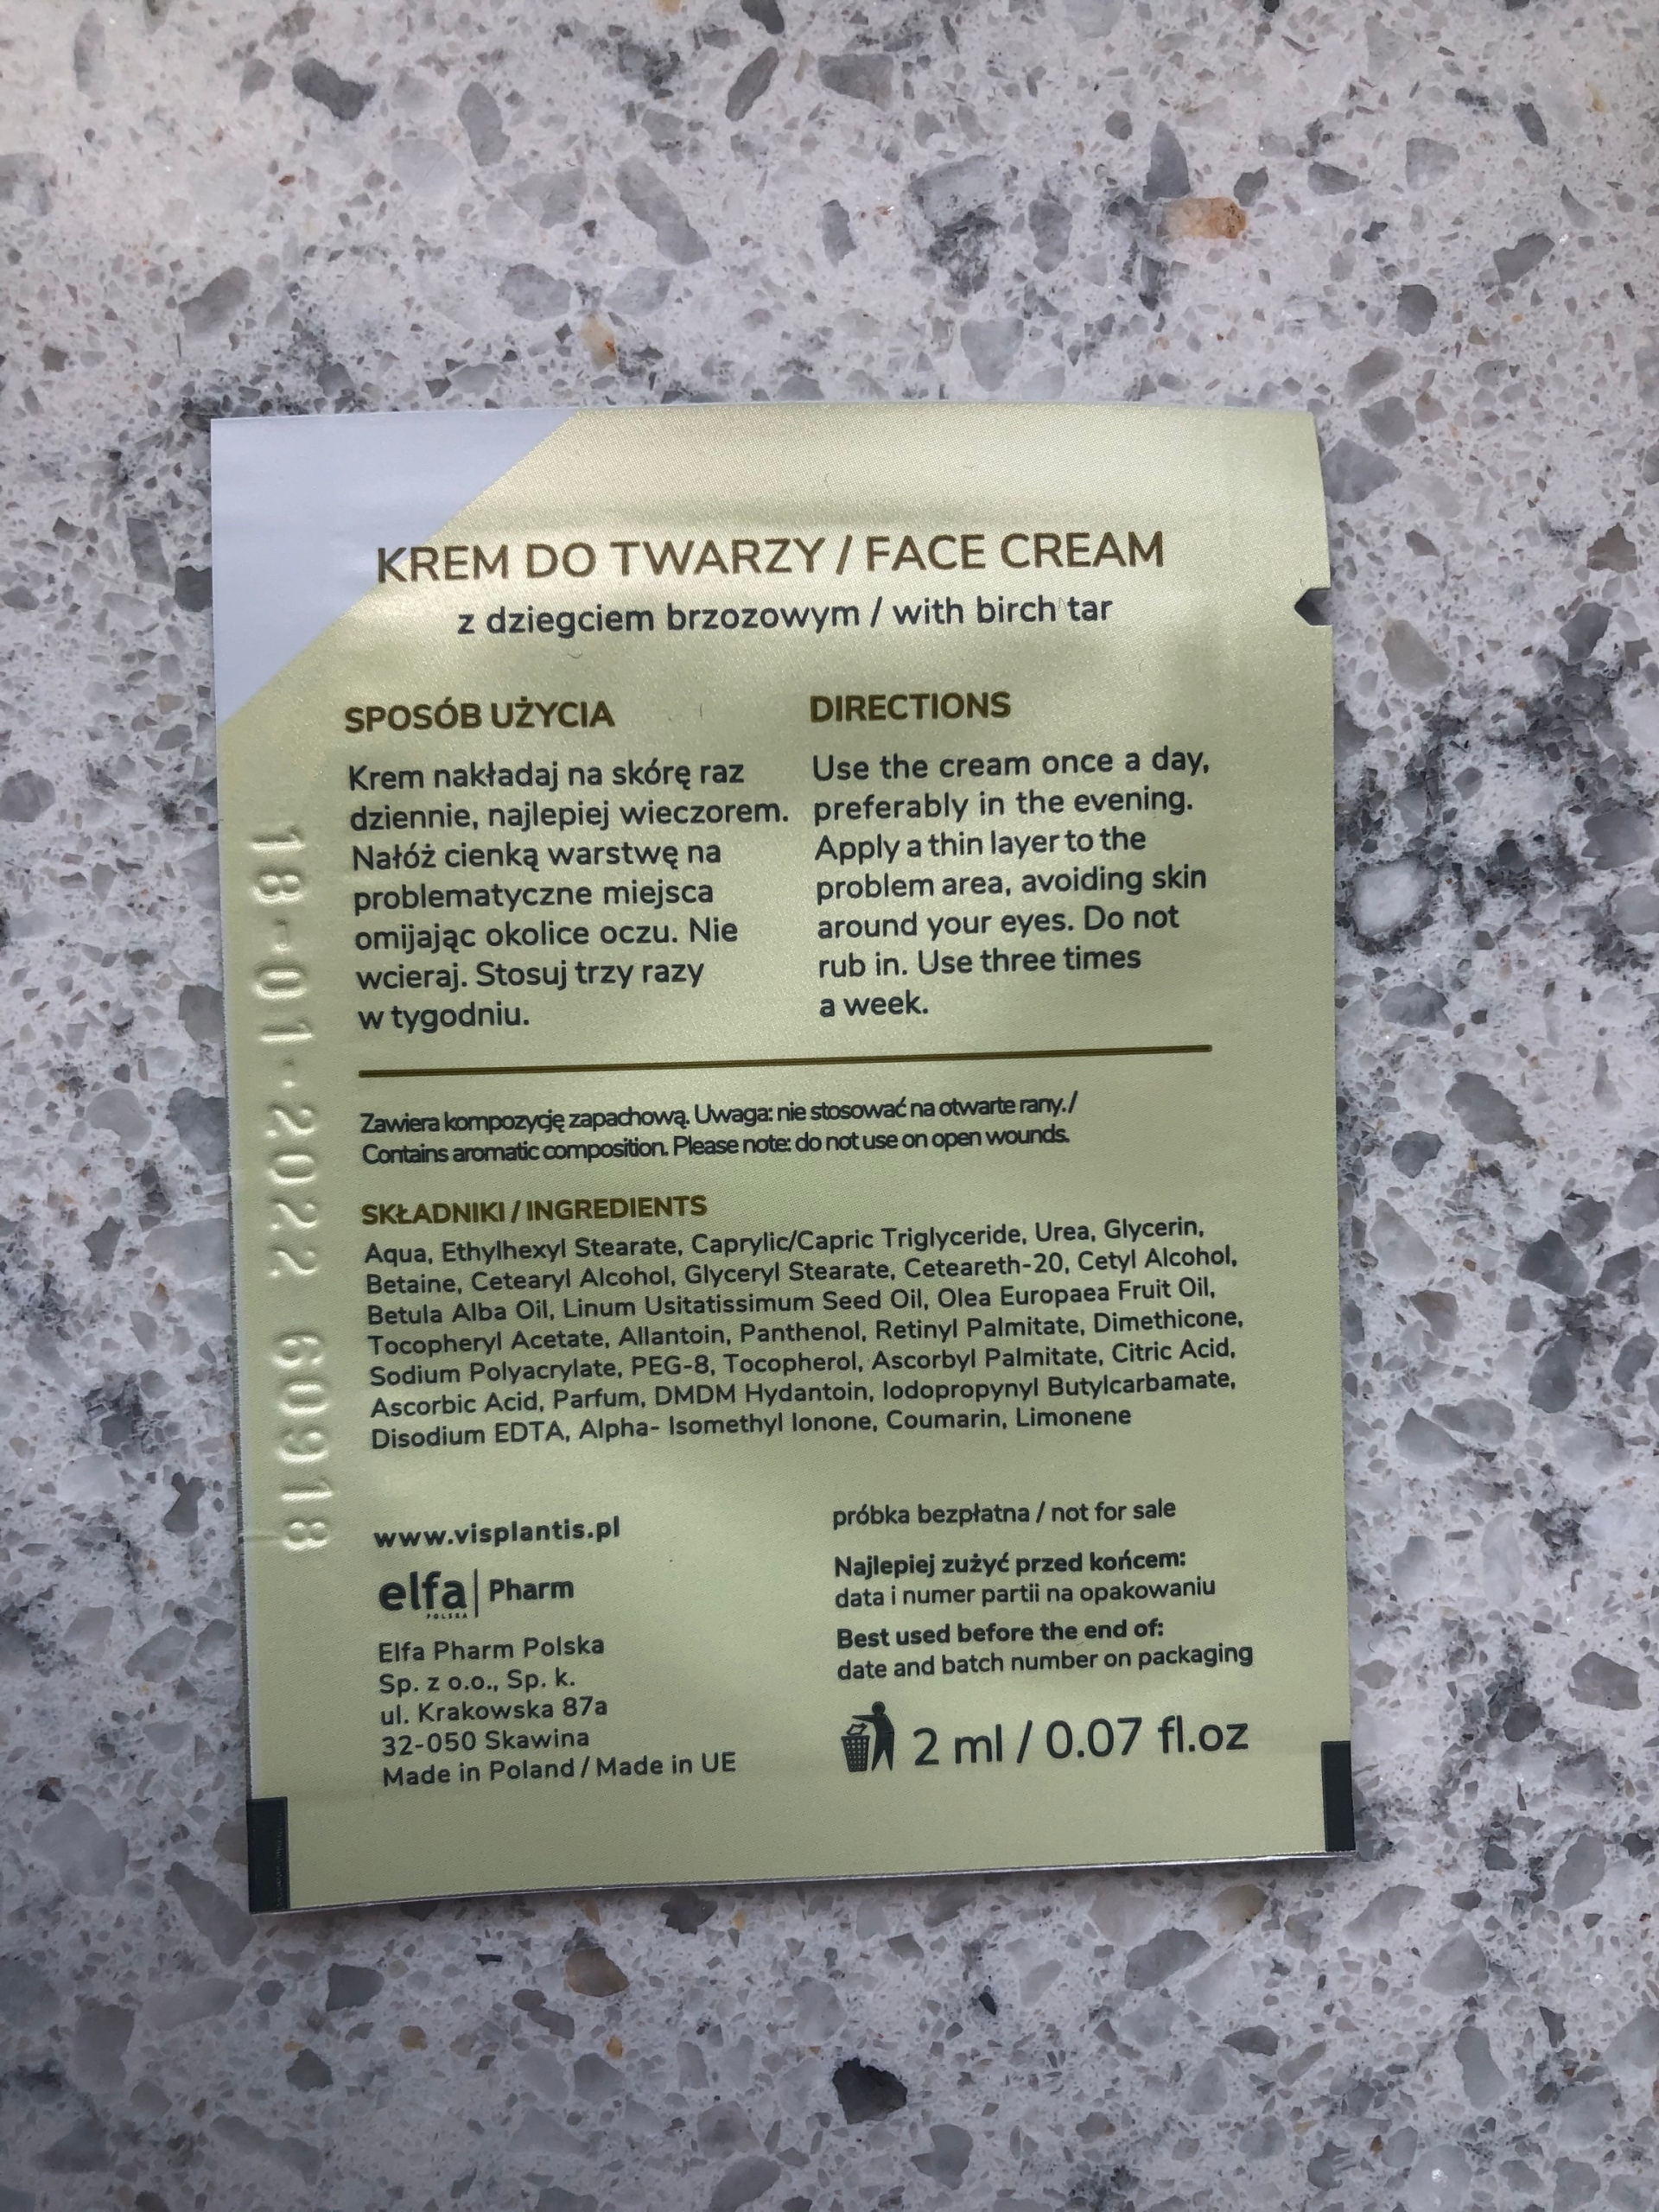 KREM DO TWARZY / FACE CREAM
z dziegciem brzozowym / with birch tar
SPOSÓB UŻYCIA
Krem nakładaj na skórę raz
dziennie, najlepiej wieczorem.
Nałóż cienką warstwę na
problematyczne miejsca
omijając okolice oczu. Nie
wcieraj. Stosuj trzy razy
w tygodniu.
DIRECTIONS
Use the cream once a day,
preferably in the evening.
Apply a thin layer to the
problem area, avoiding skin
around your eyes. Do not
rub in. Use three times
a week.
Zawiera kompozycję zapachową. Uwaga: nie stosować na otwarte rany. /
Contains aromatic composition. Please note: do not use on open wounds.
SKŁADNIKI / INGREDIENTS
Aqua, Ethylhexyl Stearate, Caprylic/Capric Triglyceride, Urea, Glycerin,
Betaine, Cetearyl Alcohol, Glyceryl Stearate, Ceteareth-20, Cetyl Alcohol,
Betula Alba Oil, Linum Usitatissimum Seed Oil, Olea Europaea Fruit Oil,
Tocopheryl Acetate, Allantoin, Panthenol, Retinyl Palmitate, Dimethicone,
Sodium Polyacrylate, PEG-8, Tocopherol, Ascorbyl Palmitate, Citric Acid,
Ascorbic Acid, Parfum, DMDM Hydantoin, Iodopropynyl Butylcarbamate,
Disodium EDTA, Alpha- Isomethyl Ionone, Coumarin, Limonene
www.visplantis.pl
elfa | Pharm
POLSKA
Elfa Pharm Polska
Sp. z o.o., Sp. k.
ul. Krakowska 87a
32-050 Skawina
Made in Poland / Made in UE
próbka bezpłatna / not for sale
Najlepiej zużyć przed końcem:
data i numer partii na opakowaniu
Best used before the end of:
date and batch number on packaging
2 ml / 0.07 fl.oz
18-01-2022 60918